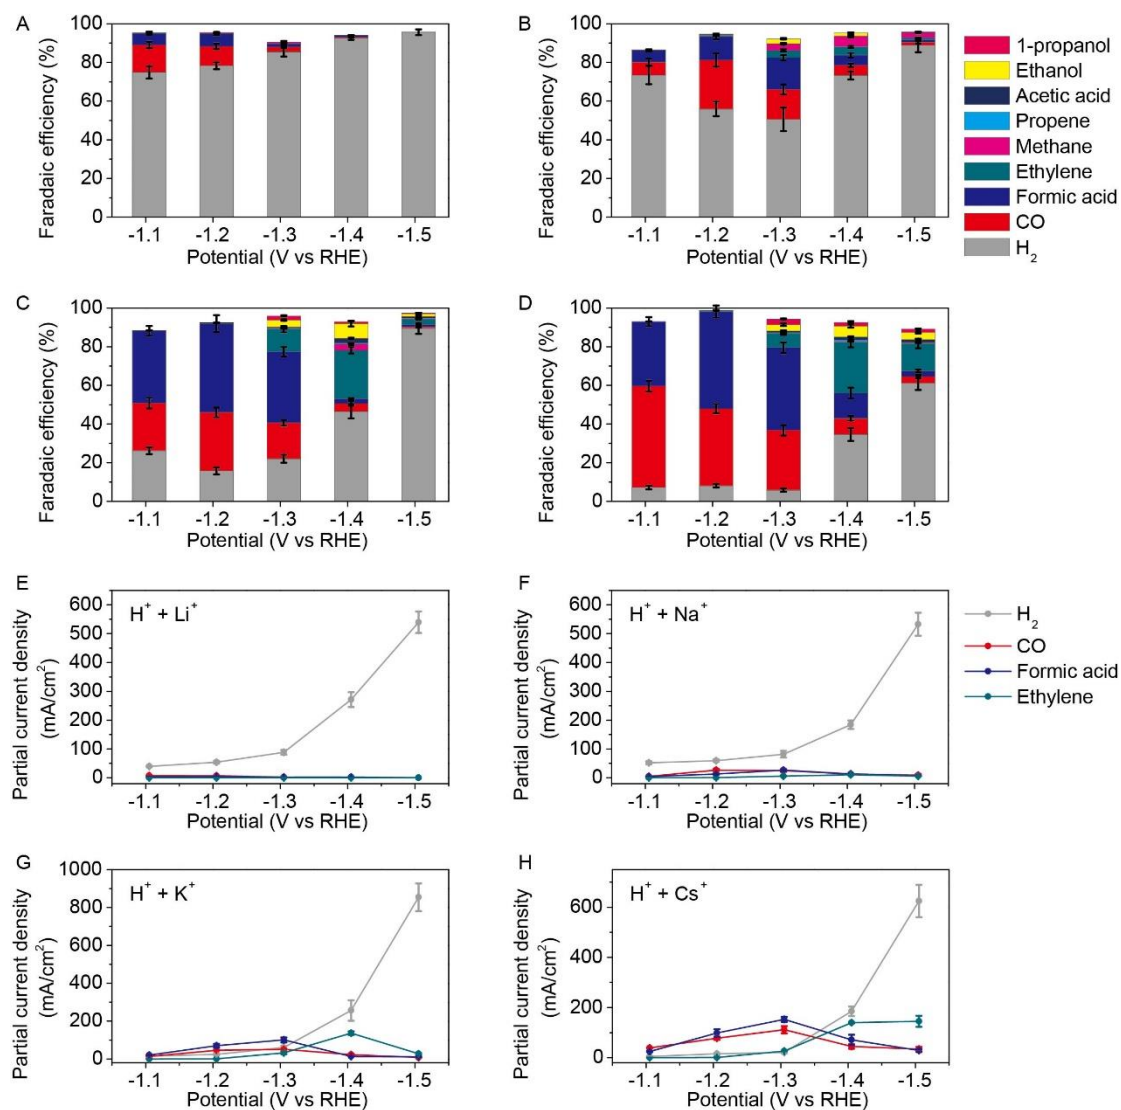 A
100
80
60
40
20
0
Faradaic efficiency (%)
-1.1 -1.2 -1.3 -1.4 -1.5
Potential (V vs RHE)
B
100
80
60
40
20
0
Faradaic efficiency (%)
-1.1 -1.2 -1.3 -1.4 -1.5
Potential (V vs RHE)
1-propanol
Ethanol
Acetic acid
Propene
Methane
Ethylene
Formic acid
CO
H₂
C
100
80
60
40
20
0
Faradaic efficiency (%)
-1.1 -1.2 -1.3 -1.4 -1.5
Potential (V vs RHE)
D
100
80
60
40
20
0
Faradaic efficiency (%)
-1.1 -1.2 -1.3 -1.4 -1.5
Potential (V vs RHE)
E
H⁺ + Li⁺
600
500
400
300
200
100
0
Partial current density
(mA/cm²)
-1.1 -1.2 -1.3 -1.4 -1.5
Potential (V vs RHE)
F
H⁺ + Na⁺
600
500
400
300
200
100
0
Partial current density
(mA/cm²)
-1.1 -1.2 -1.3 -1.4 -1.5
Potential (V vs RHE)
H₂
CO
Formic acid
Ethylene
G
H⁺ + K⁺
1000
800
600
400
200
0
Partial current density
(mA/cm²)
-1.1 -1.2 -1.3 -1.4 -1.5
Potential (V vs RHE)
H
H⁺ + Cs⁺
600
400
200
0
Partial current density
(mA/cm²)
-1.1 -1.2 -1.3 -1.4 -1.5
Potential (V vs RHE)